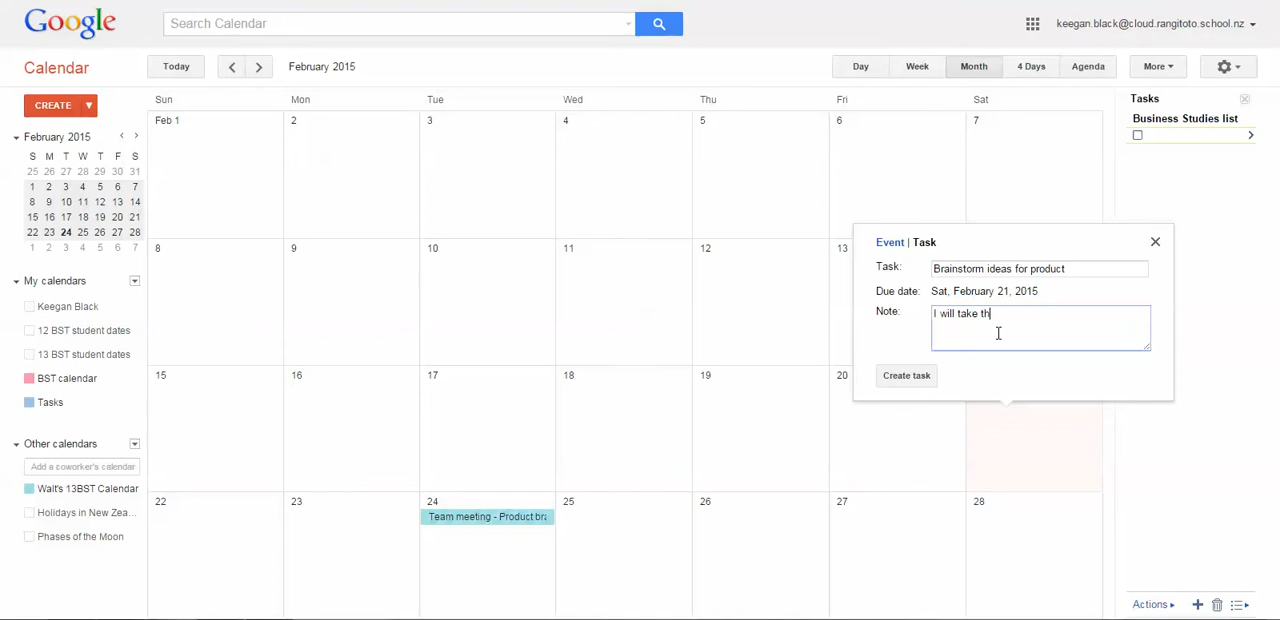 Google
Search Calendar
keegan.black@cloud.rangitoto.school.nz
Calendar
Today
February 2015
Day
Week
Month
4 Days
Agenda
More
CREATE
February 2015
S M T W T F S
25 26 27 28 29 30 31
1 2 3 4 5 6 7
8 9 10 11 12 13 14
15 16 17 18 19 20 21
22 23 24 25 26 27 28
1 2 3 4 5 6 7
My calendars
Keegan Black
12 BST student dates
13 BST student dates
BST calendar
Tasks
Other calendars
Add a coworker's calendar
Walt's 13BST Calendar
Holidays in New Zea...
Phases of the Moon
Sun Mon Tue Wed Thu Fri Sat
Feb 1 2 3 4 5 6 7
8 9 10 11 12 13
15 16 17 18 19 20
22 23 24 25 26 27 28
Team meeting - Product bra
Event | Task
Task: Brainstorm ideas for product
Due date: Sat, February 21, 2015
Note: I will take th
Create task
Tasks
Business Studies list
Actions